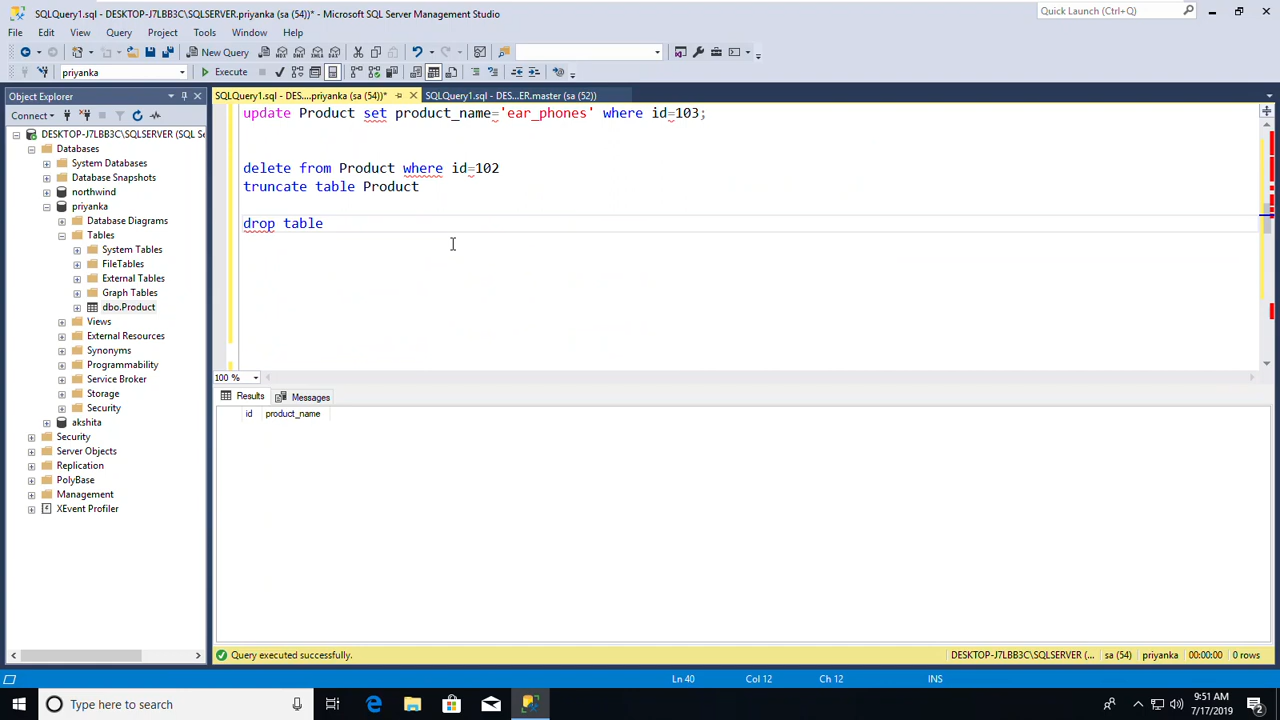 SQLQuery1.sql - DESKTOP-J7LBB3C\SQLSERVER.priyanka (sa (54))* - Microsoft SQL Server Management Studio
Quick Launch (Ctrl+Q)
File Edit View Query Project Tools Window Help
New Query
MDX DMX XMLA DAX
priyanka
Execute
Object Explorer
SQLQuery1.sql - DES....priyanka (sa (54))*
SQLQuery1.sql - DES...ER.master (sa (52))
Connect
DESKTOP-J7LBB3C\SQLSERVER (SQL Se
Databases
System Databases
Database Snapshots
northwind
priyanka
Database Diagrams
Tables
System Tables
FileTables
External Tables
Graph Tables
dbo.Product
Views
External Resources
Synonyms
Programmability
Service Broker
Storage
Security
akshita
Security
Server Objects
Replication
PolyBase
Management
XEvent Profiler
update Product set product_name='ear_phones' where id=103;
delete from Product where id=102
truncate table Product
drop table
100 %
Results
Messages
id product_name
Query executed successfully.
DESKTOP-J7LBB3C\SQLSERVER (... sa (54) priyanka 00:00:00 0 rows
Ln 40 Col 12 Ch 12 INS
Type here to search
9:51 AM
7/17/2019
2